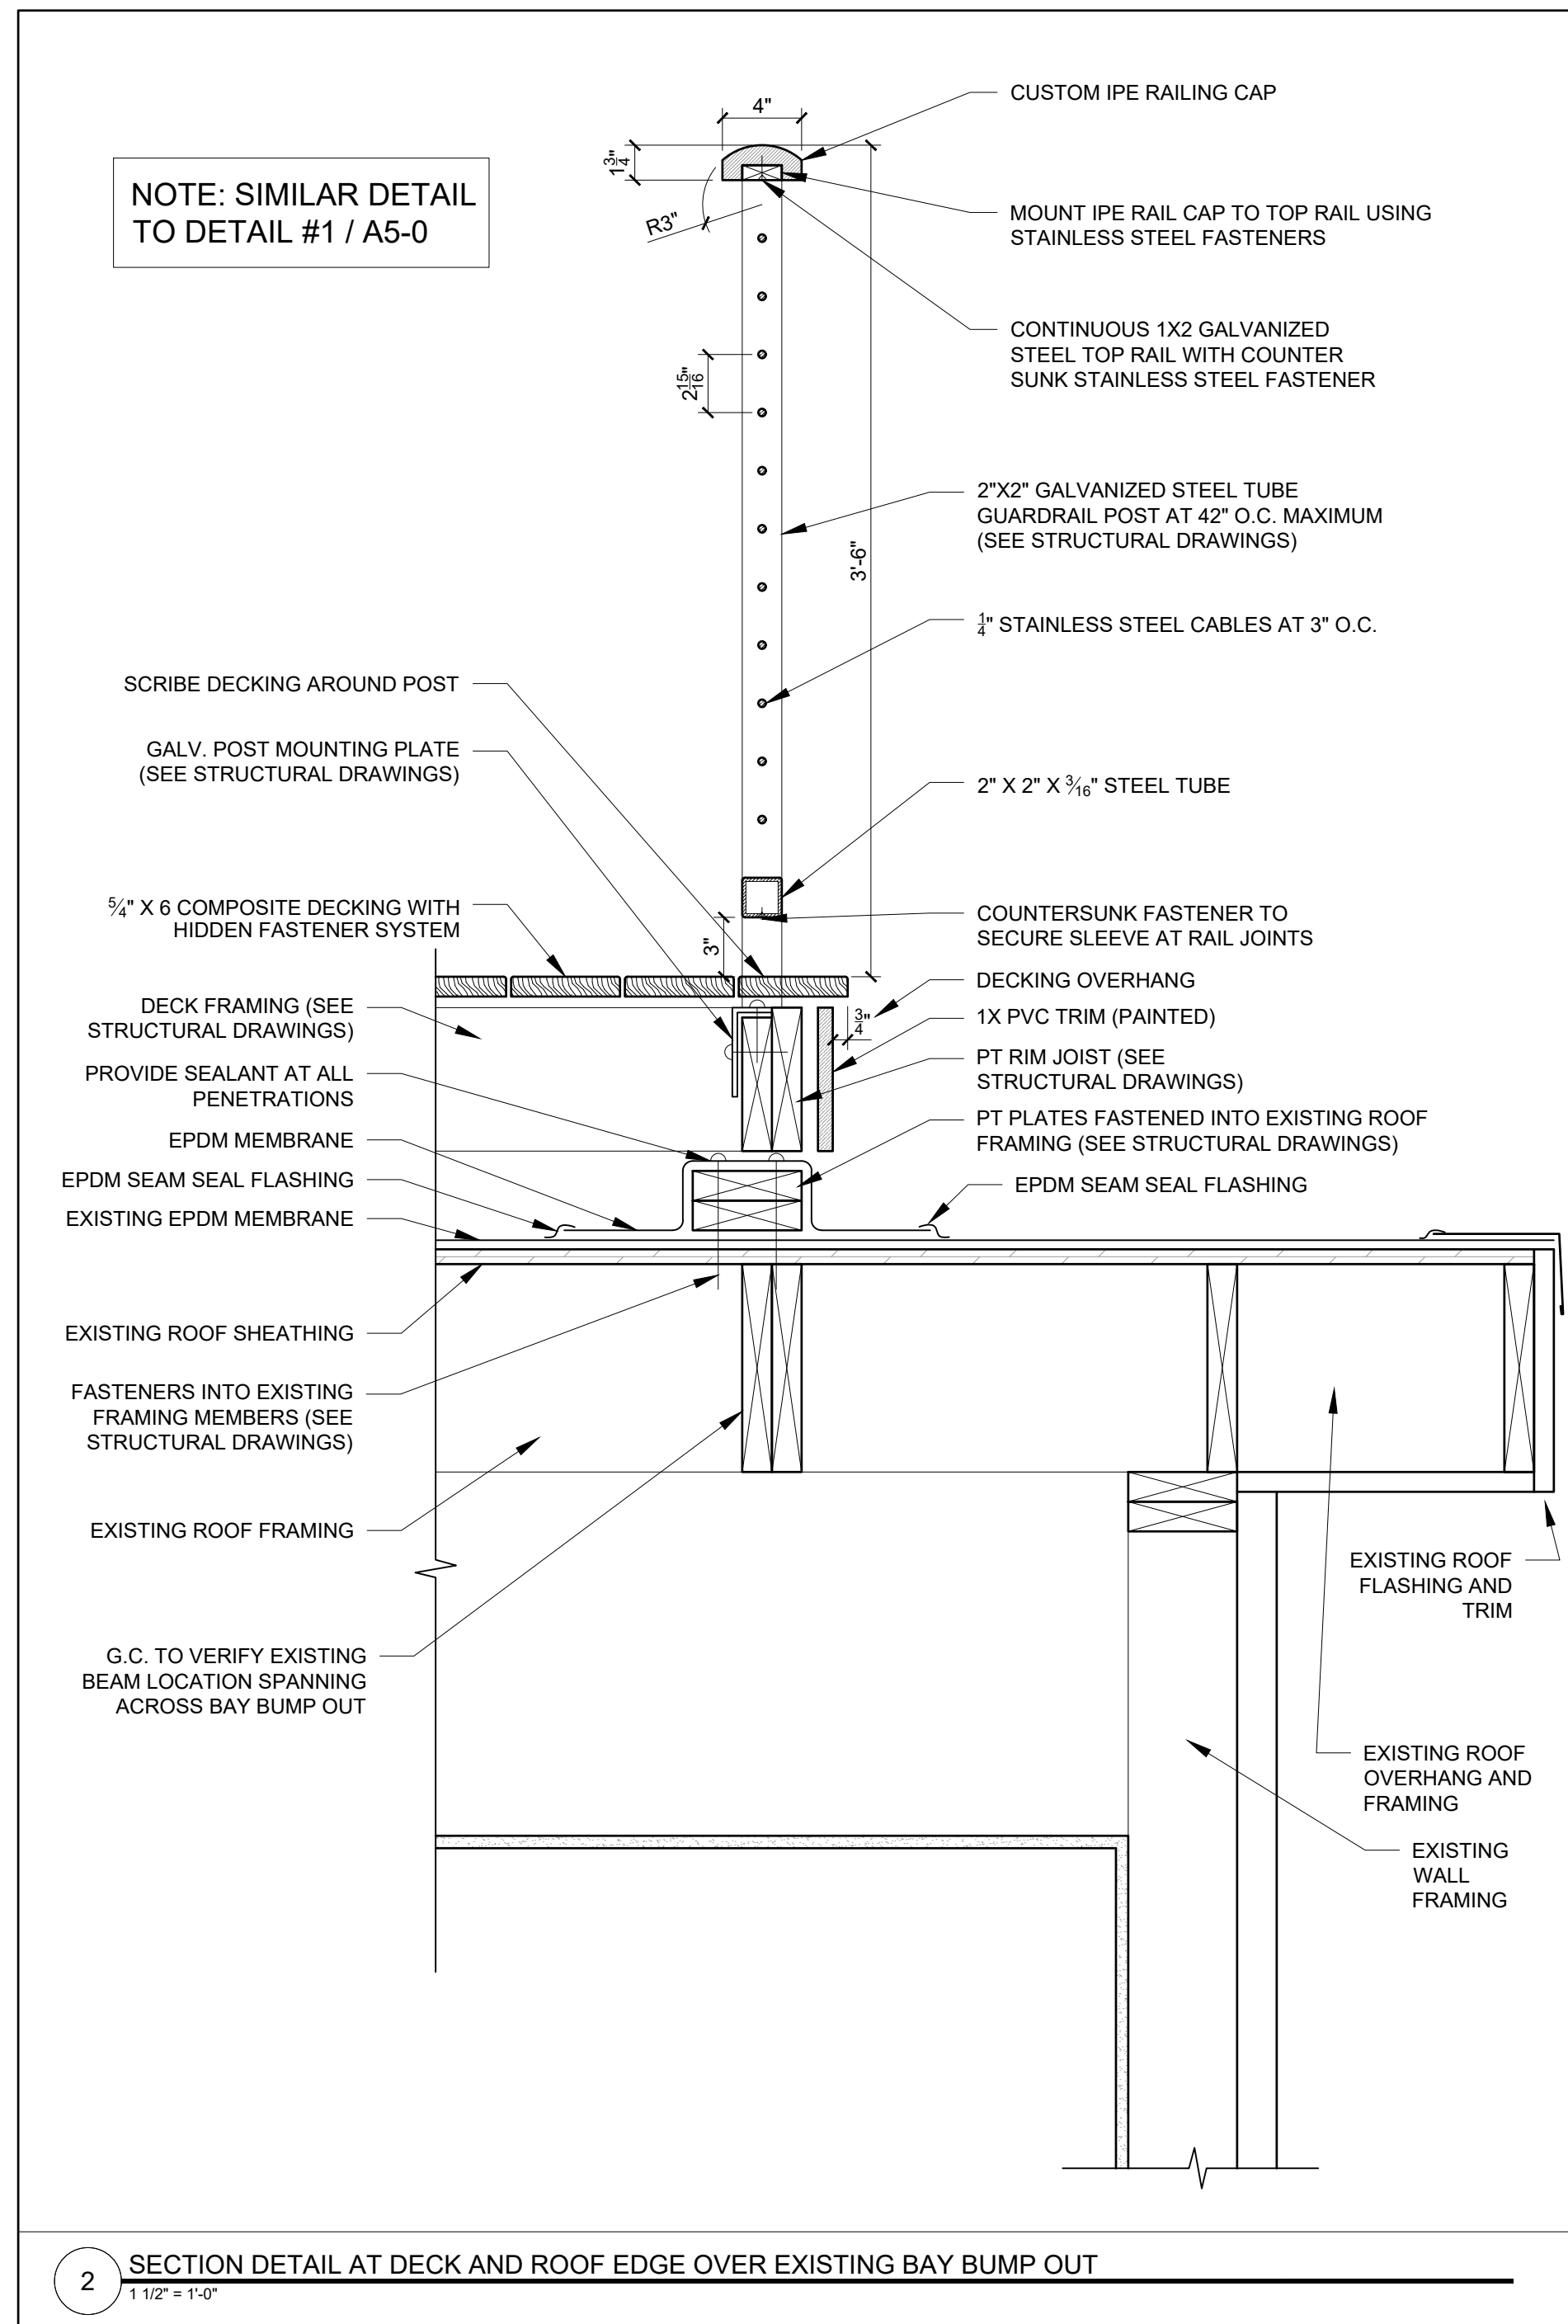 NOTE: SIMILAR DETAIL
TO DETAIL #1 / A5-0
4"
1 3/4"
R3"
2 15/16"
3'-6"
3"
3/4"
CUSTOM IPE RAILING CAP
MOUNT IPE RAIL CAP TO TOP RAIL USING
STAINLESS STEEL FASTENERS
CONTINUOUS 1X2 GALVANIZED
STEEL TOP RAIL WITH COUNTER
SUNK STAINLESS STEEL FASTENER
2"X2" GALVANIZED STEEL TUBE
GUARDRAIL POST AT 42" O.C. MAXIMUM
(SEE STRUCTURAL DRAWINGS)
1/4" STAINLESS STEEL CABLES AT 3" O.C.
2" X 2" X 3/16" STEEL TUBE
COUNTERSUNK FASTENER TO
SECURE SLEEVE AT RAIL JOINTS
DECKING OVERHANG
1X PVC TRIM (PAINTED)
PT RIM JOIST (SEE
STRUCTURAL DRAWINGS)
PT PLATES FASTENED INTO EXISTING ROOF
FRAMING (SEE STRUCTURAL DRAWINGS)
EPDM SEAM SEAL FLASHING
SCRIBE DECKING AROUND POST
GALV. POST MOUNTING PLATE
(SEE STRUCTURAL DRAWINGS)
5/4" X 6 COMPOSITE DECKING WITH
HIDDEN FASTENER SYSTEM
DECK FRAMING (SEE
STRUCTURAL DRAWINGS)
PROVIDE SEALANT AT ALL
PENETRATIONS
EPDM MEMBRANE
EPDM SEAM SEAL FLASHING
EXISTING EPDM MEMBRANE
EXISTING ROOF SHEATHING
FASTENERS INTO EXISTING
FRAMING MEMBERS (SEE
STRUCTURAL DRAWINGS)
EXISTING ROOF FRAMING
G.C. TO VERIFY EXISTING
BEAM LOCATION SPANNING
ACROSS BAY BUMP OUT
EXISTING ROOF
FLASHING AND
TRIM
EXISTING ROOF
OVERHANG AND
FRAMING
EXISTING
WALL
FRAMING
2
SECTION DETAIL AT DECK AND ROOF EDGE OVER EXISTING BAY BUMP OUT
1 1/2" = 1'-0"